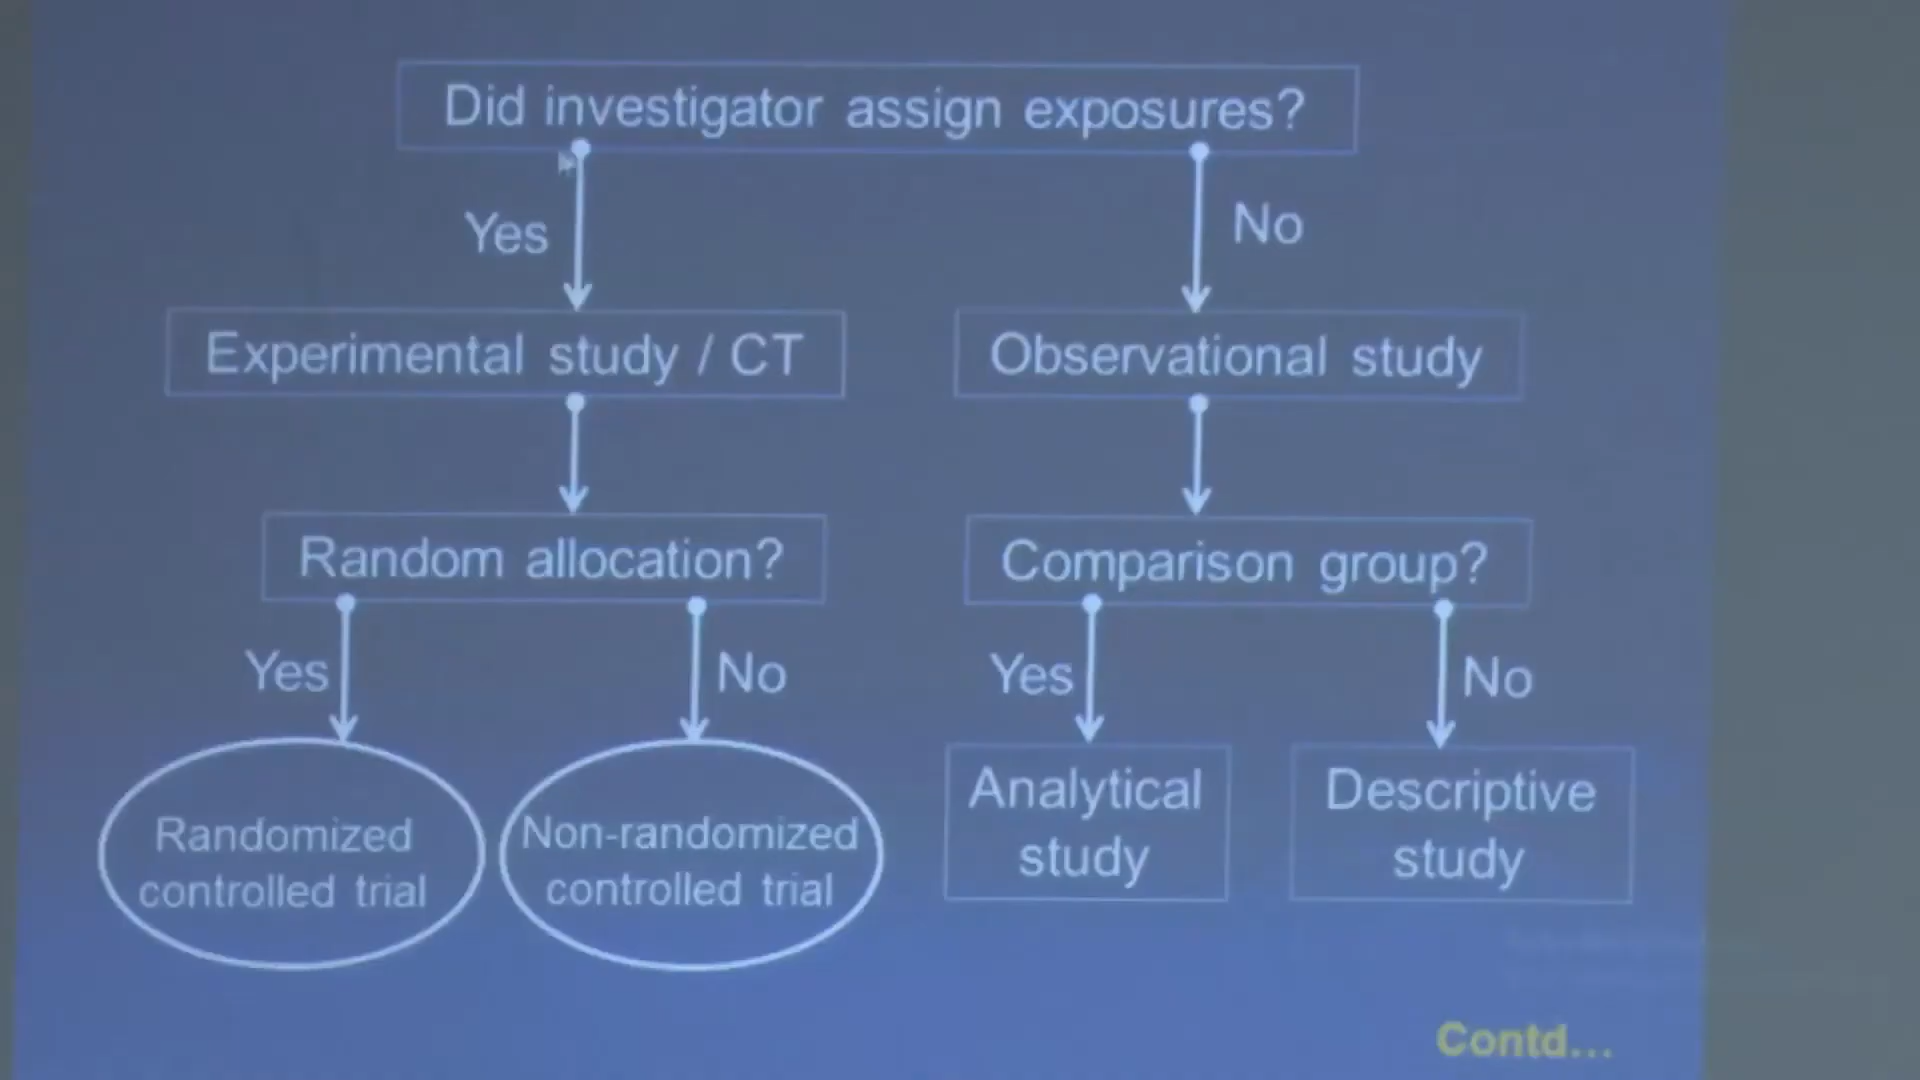 Did investigator assign exposures?
Yes
No
Experimental study / CT
Observational study
Random allocation?
Comparison group?
Yes
No
Yes
No
Randomized
controlled trial
Non-randomized
controlled trial
Analytical
study
Descriptive
study
Contd...